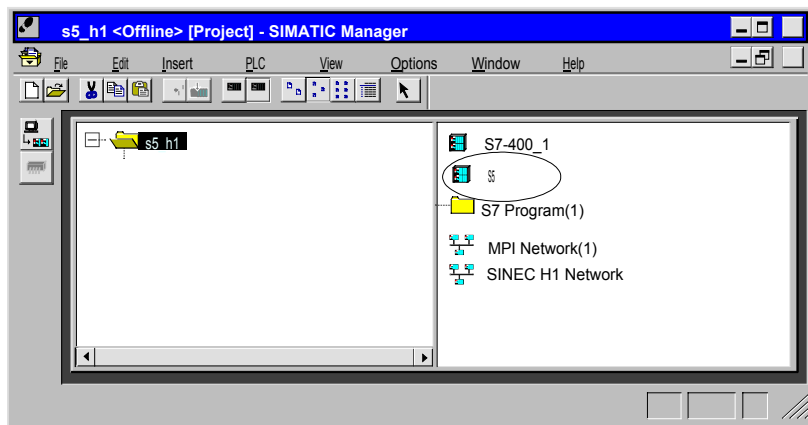 s5_h1 <Offline> [Project] - SIMATIC Manager
File Edit Insert PLC View Options Window Help
s5_h1
S7-400_1
S5
S7 Program(1)
MPI Network(1)
SINEC H1 Network